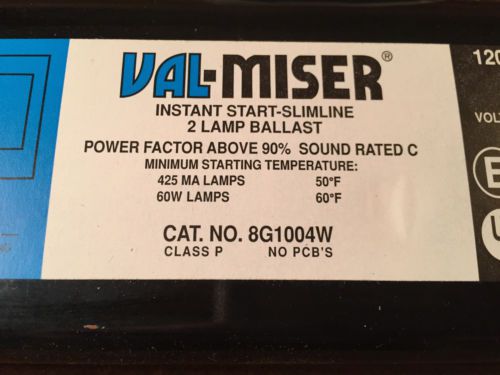 VAL-MISER®
INSTANT START-SLIMLINE
2 LAMP BALLAST
POWER FACTOR ABOVE 90% SOUND RATED C
MINIMUM STARTING TEMPERATURE:
425 MA LAMPS 50°F
60W LAMPS 60°F
CAT. NO. 8G1004W
CLASS P NO PCB'S
120
VOL
E
U